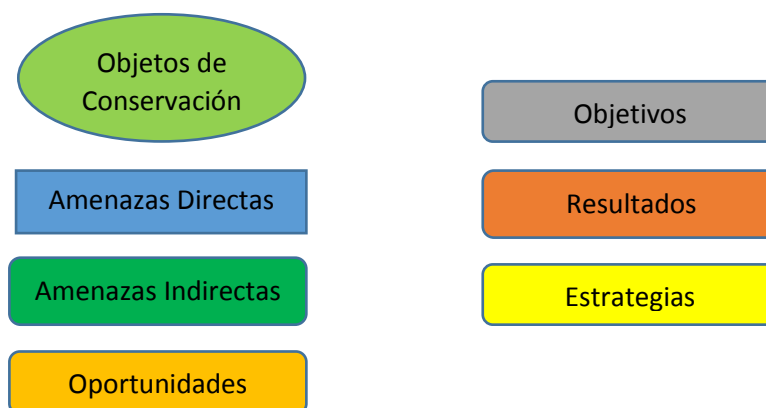 Objetos de
Conservación
Amenazas Directas
Amenazas Indirectas
Oportunidades
Objetivos
Resultados
Estrategias